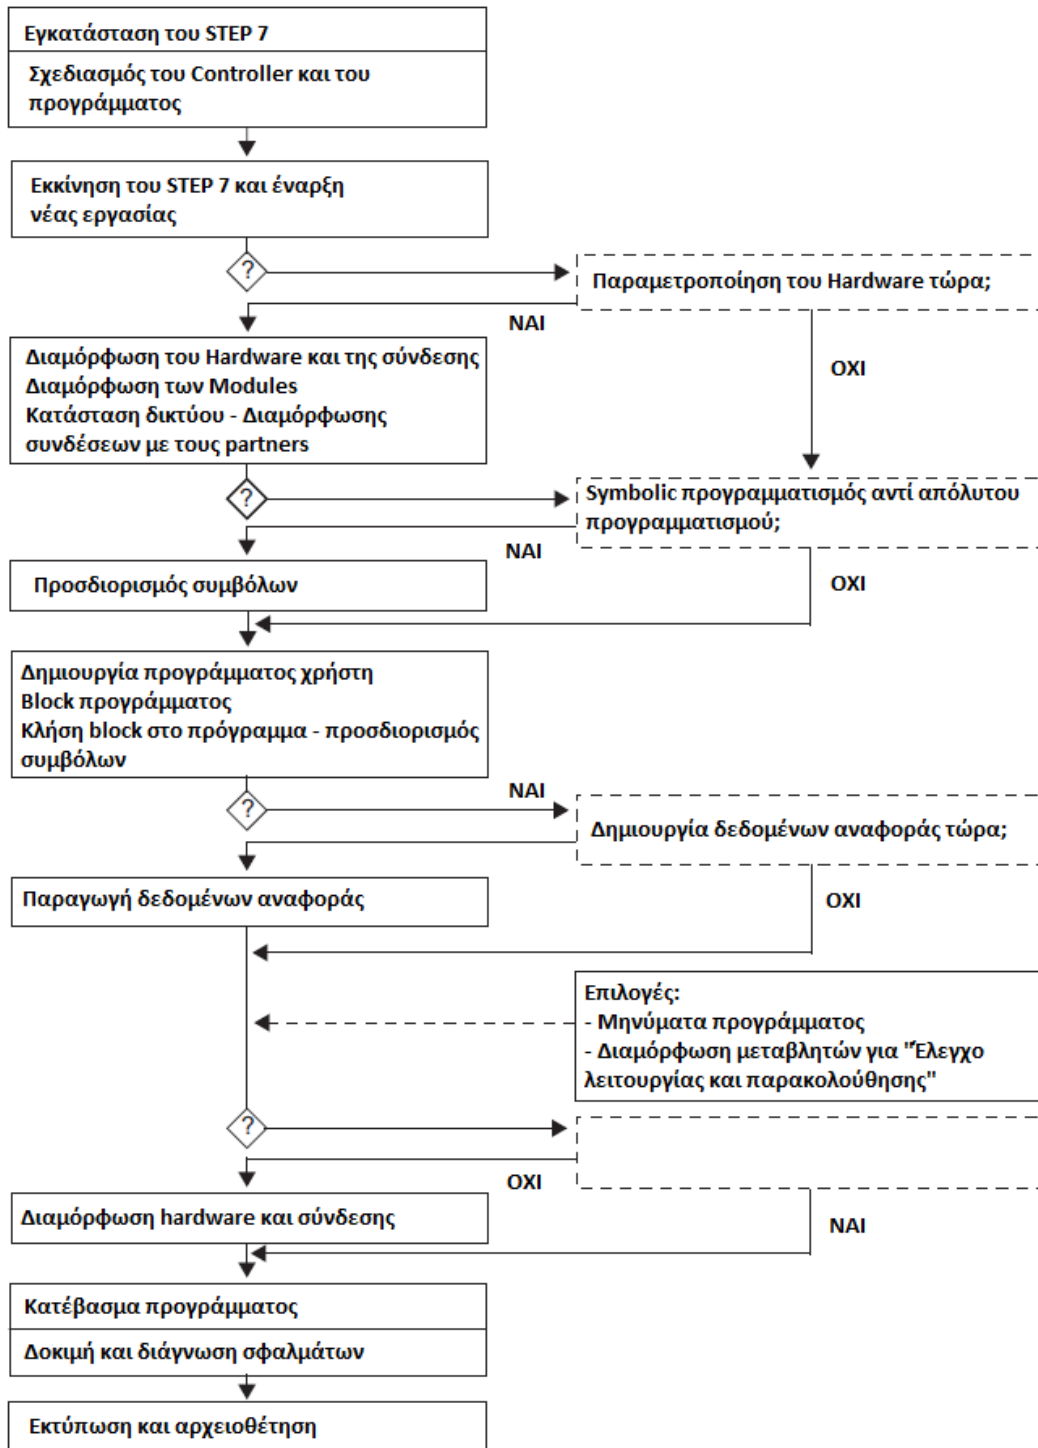 Εγκατάσταση του STEP 7
Σχεδιασμός του Controller και του
προγράμματος
Εκκίνηση του STEP 7 και έναρξη
νέας εργασίας
?
Παραμετροποίηση του Hardware τώρα;
ΝΑΙ
ΟΧΙ
Διαμόρφωση του Hardware και της σύνδεσης
Διαμόρφωση των Modules
Κατάσταση δικτύου - Διαμόρφωσης
συνδέσεων με τους partners
?
Symbolic προγραμματισμός αντί απόλυτου
προγραμματισμού;
ΝΑΙ
ΟΧΙ
Προσδιορισμός συμβόλων
Δημιουργία προγράμματος χρήστη
Block προγράμματος
Κλήση block στο πρόγραμμα - προσδιορισμός
συμβόλων
ΝΑΙ
?
Δημιουργία δεδομένων αναφοράς τώρα;
Παραγωγή δεδομένων αναφοράς
ΟΧΙ
Επιλογές:
- Μηνύματα προγράμματος
- Διαμόρφωση μεταβλητών για "Έλεγχο
λειτουργίας και παρακολούθησης"
?
ΟΧΙ
ΝΑΙ
Διαμόρφωση hardware και σύνδεσης
Κατέβασμα προγράμματος
Δοκιμή και διάγνωση σφαλμάτων
Εκτύπωση και αρχειοθέτηση